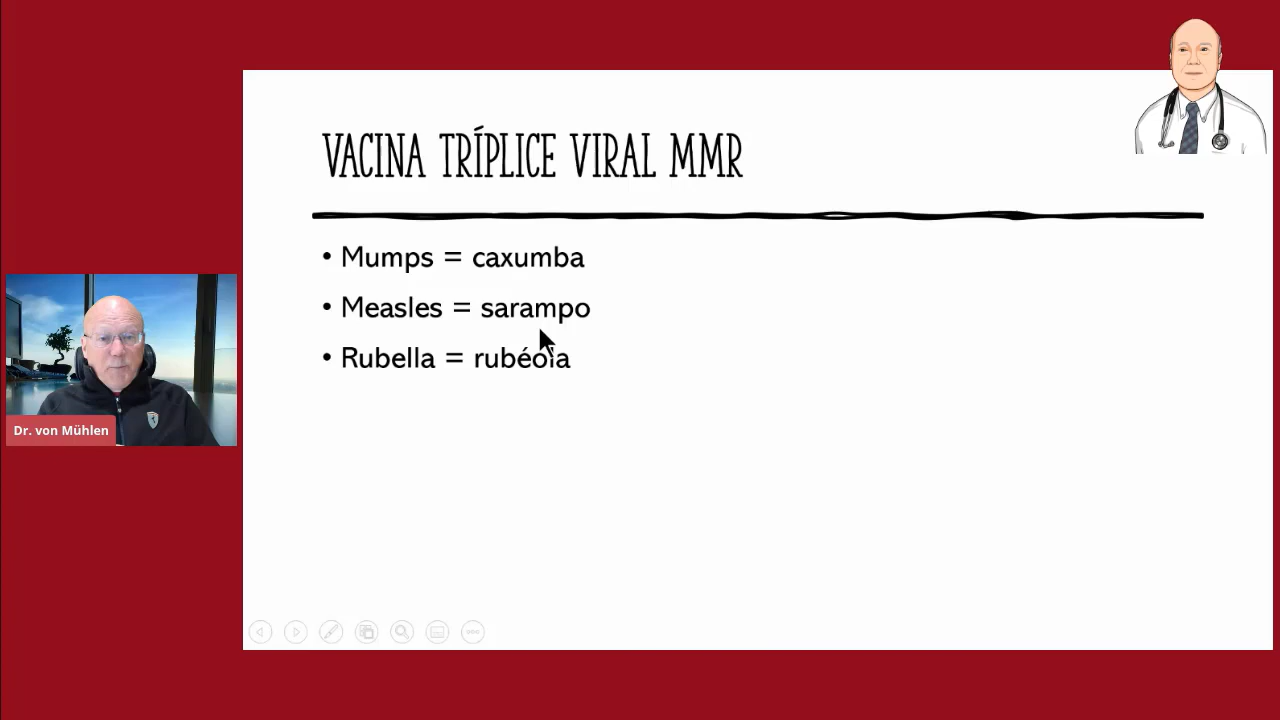 VACINA TRÍPLICE VIRAL MMR
• Mumps = caxumba
• Measles = sarampo
• Rubella = rubéola
Dr. von Mühlen